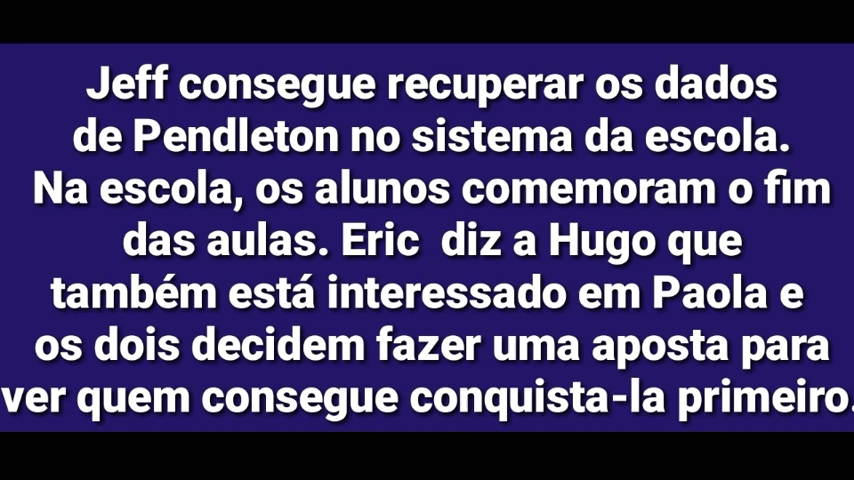 Jeff consegue recuperar os dados
de Pendleton no sistema da escola.
Na escola, os alunos comemoram o fim
das aulas. Eric  diz a Hugo que
também está interessado em Paola e
os dois decidem fazer uma aposta para
ver quem consegue conquista-la primeiro.